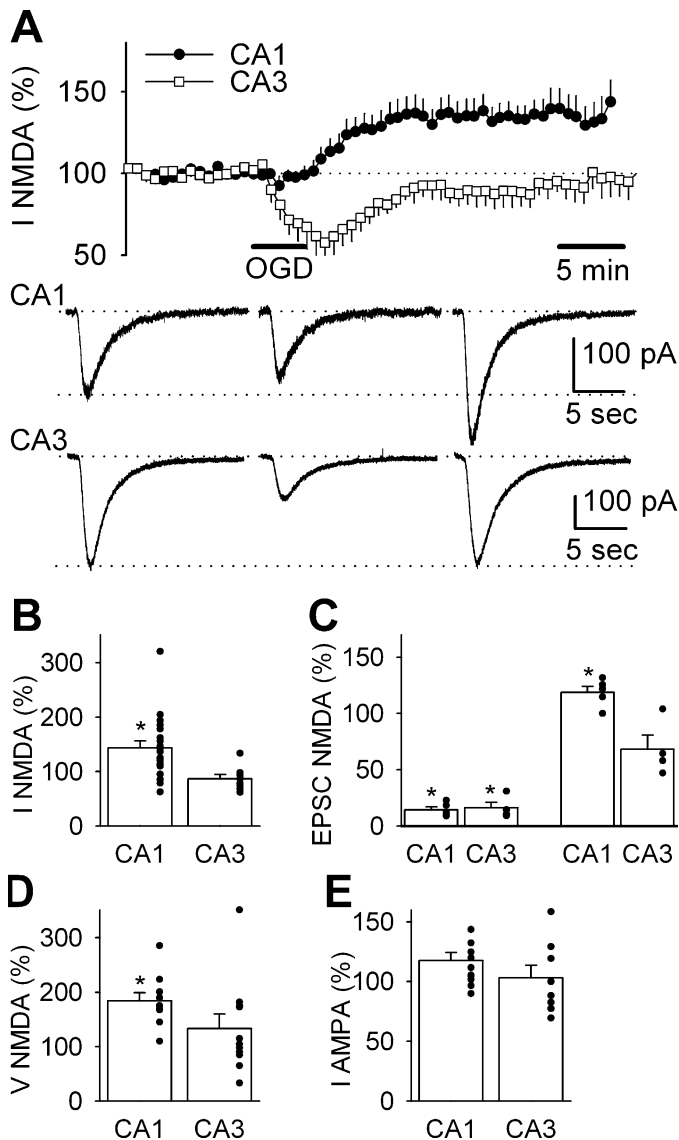 A
CA1
CA3
I NMDA (%)
150
100
50
OGD
5 min
CA1
100 pA
5 sec
CA3
100 pA
5 sec
B
I NMDA (%)
300
200
100
0
*
CA1 CA3
C
EPSC NMDA (%)
150
100
50
0
* * *
CA1 CA3 CA1 CA3
D
V NMDA (%)
300
200
100
0
*
CA1 CA3
E
I AMPA (%)
150
100
50
0
CA1 CA3